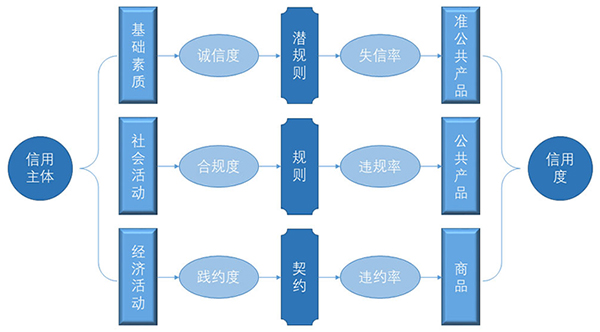 信用
主体
基础素质
诚信度
潜规则
失信率
准公共产品
社会活动
合规度
规则
违规率
公共产品
经济活动
践约度
契约
违约率
商品
信用
度